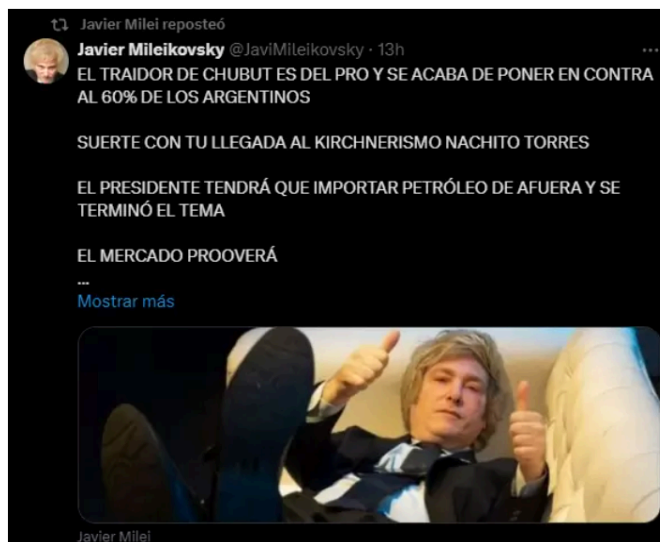 Javier Milei reposteó
Javier Mileikovsky @JaviMileikovsky · 13h
EL TRAIDOR DE CHUBUT ES DEL PRO Y SE ACABA DE PONER EN CONTRA
AL 60% DE LOS ARGENTINOS
SUERTE CON TU LLEGADA AL KIRCHNERISMO NACHITO TORRES
EL PRESIDENTE TENDRÁ QUE IMPORTAR PETRÓLEO DE AFUERA Y SE
TERMINÓ EL TEMA
EL MERCADO PROOVERÁ
...
Mostrar más
Javier Milei